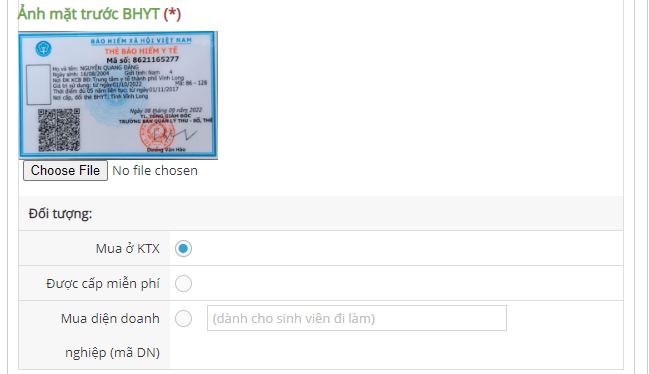 Ảnh mặt trước BHYT (*)
BẢO HIỂM XÃ HỘI VIỆT NAM
THẺ BẢO HIỂM Y TẾ
Mã số: 8621165277
Họ và tên: NGUYỄN QUANG ĐĂNG
Ngày sinh: 16/08/2004 Giới tính: Nam 4
Nơi ĐK KCB BĐ: Trung tâm y tế thành phố Vĩnh Long
Giá trị sử dụng: từ ngày 01/10/2022 Mã: 86 - 126
Thời điểm đủ 05 năm liên tục: từ ngày 01/11/2017
Nơi cấp, đổi thẻ BHYT: Tỉnh Vĩnh Long
Ngày 08 tháng 09 năm 2022
TL. TỔNG GIÁM ĐỐC
TRƯỞNG BAN QUẢN LÝ THU - SỔ, THẺ
Dương Văn Hào
Choose File No file chosen
Đối tượng:
Mua ở KTX
Được cấp miễn phí
Mua diện doanh (dành cho sinh viên đi làm)
nghiệp (mã DN)